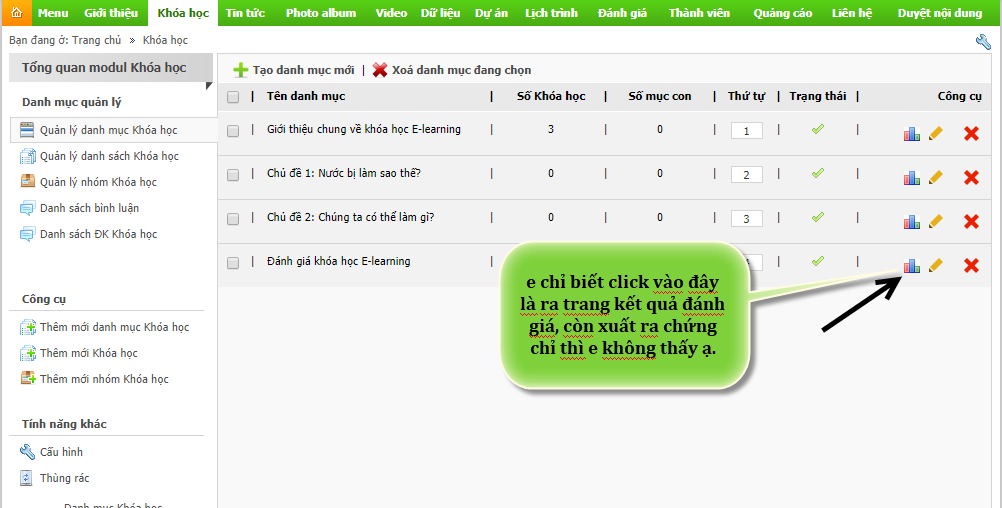 Menu Giới thiệu Khóa học Tin tức Photo album Video Dữ liệu Dự án Lịch trình Đánh giá Thành viên Quảng cáo Liên hệ Duyệt nội dung
Bạn đang ở: Trang chủ » Khóa học
Tổng quan modul Khóa học
Danh mục quản lý
Quản lý danh mục Khóa học
Quản lý danh sách Khóa học
Quản lý nhóm Khóa học
Danh sách bình luận
Danh sách ĐK Khóa học
Công cụ
Thêm mới danh mục Khóa học
Thêm mới Khóa học
Thêm mới nhóm Khóa học
Tính năng khác
Cấu hình
Thùng rác
Danh mục Khóa học
Tạo danh mục mới | Xoá danh mục đang chọn
| Tên danh mục | Số Khóa học | Số mục con | Thứ tự | Trạng thái | Công cụ
| Giới thiệu chung về khóa học E-learning | 3 | 0 | 1 | |
| Chủ đề 1: Nước bị làm sao thế? | 0 | 0 | 2 | |
| Chủ đề 2: Chúng ta có thể làm gì? | 0 | 0 | 3 | |
| Đánh giá khóa học E-learning | | |
e chỉ biết click vào đây
là ra trang kết quả đánh
giá, còn xuất ra chứng
chỉ thì e không thấy ạ.